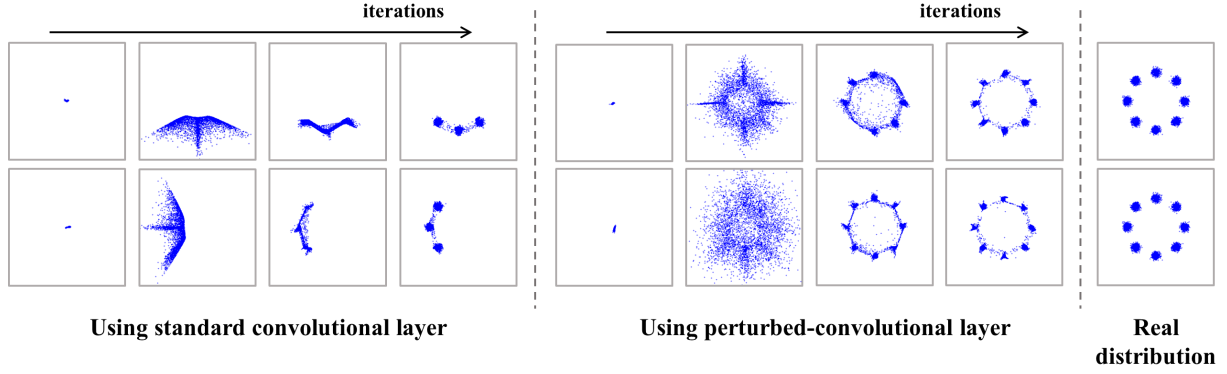 iterations
iterations
Using standard convolutional layer
Using perturbed-convolutional layer
Real
distribution